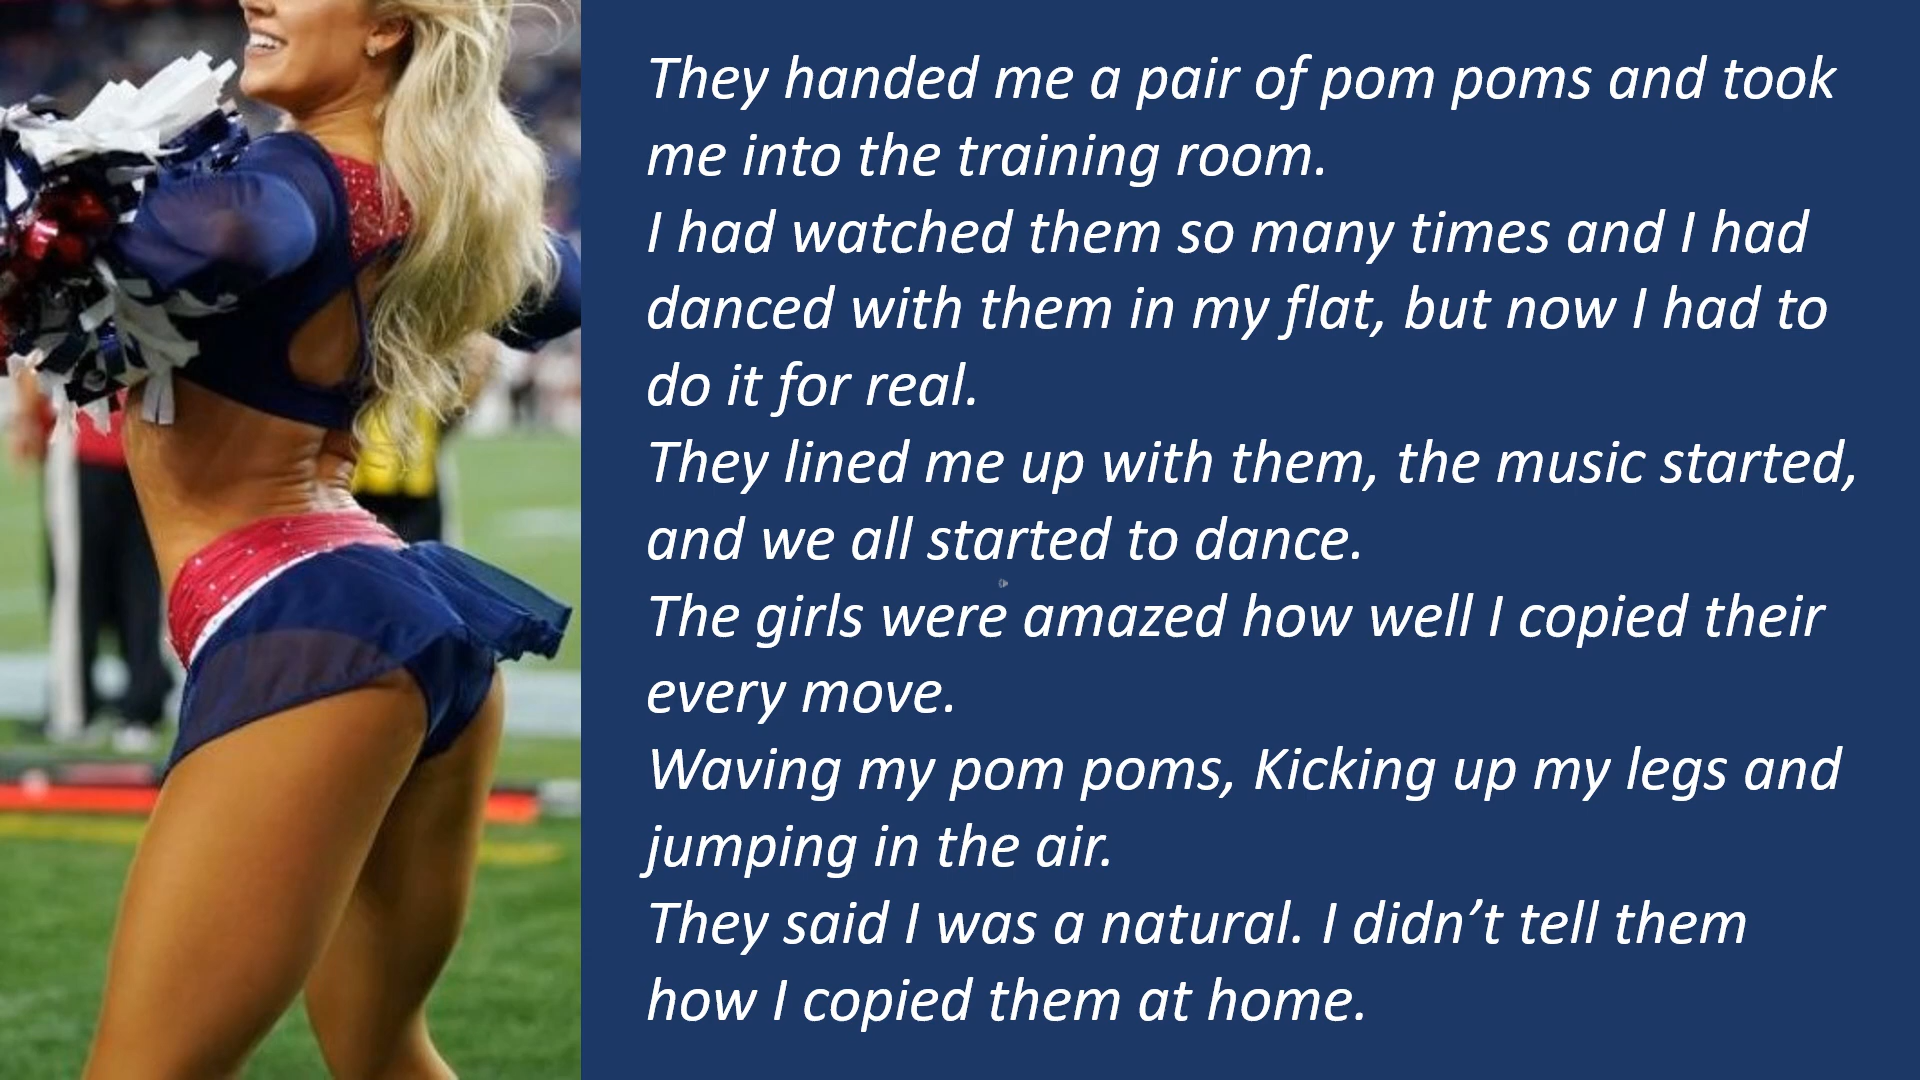 They handed me a pair of pom poms and took
me into the training room.
I had watched them so many times and I had
danced with them in my flat, but now I had to
do it for real.
They lined me up with them, the music started,
and we all started to dance.
The girls were amazed how well I copied their
every move.
Waving my pom poms, Kicking up my legs and
jumping in the air.
They said I was a natural. I didn’t tell them
how I copied them at home.